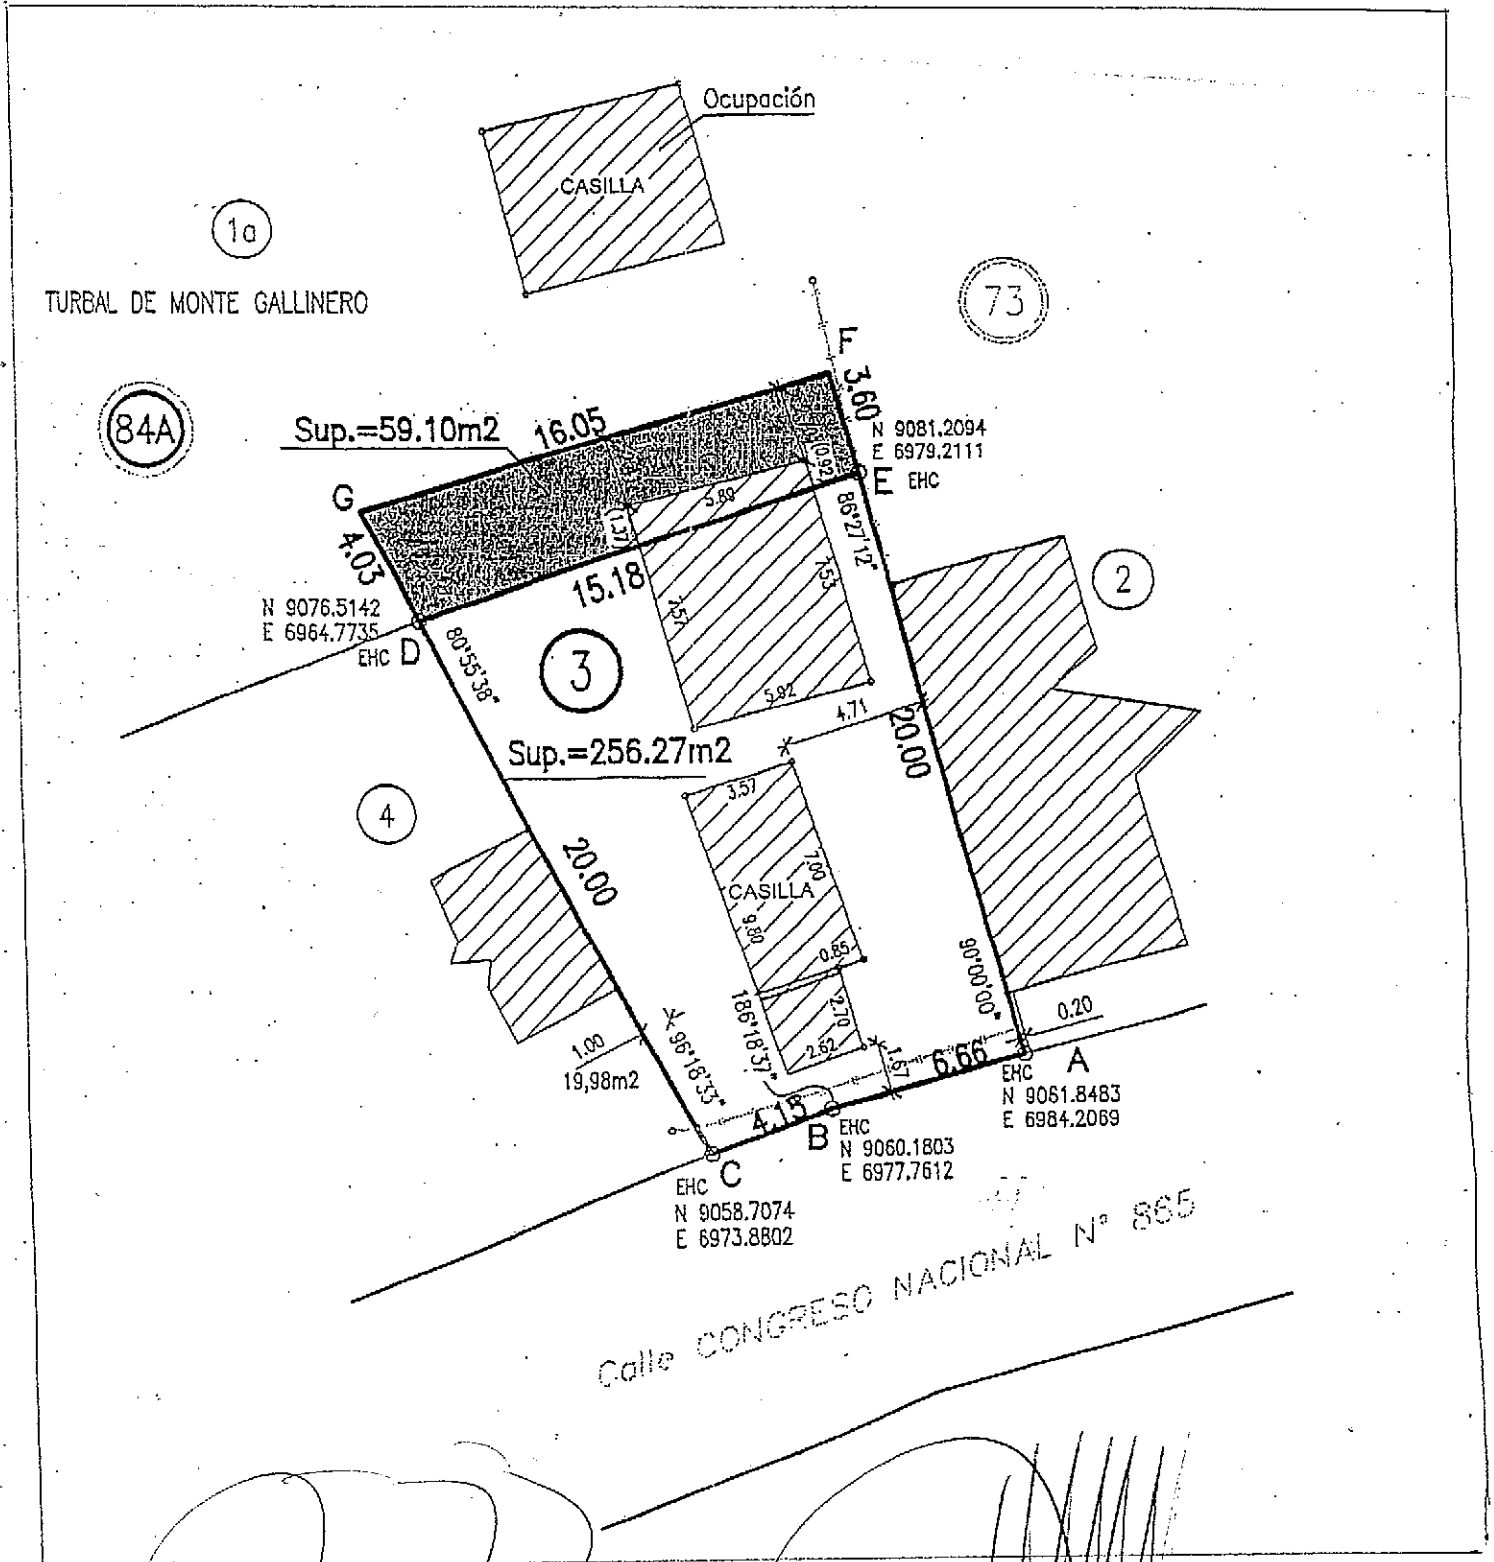 Ocupación
CASILLA
1a
TURBAL DE MONTE GALLINERO
73
84A
F
3.60
Sup.=59.10m2
16.05
N 9081.2094
E 6979.2111
E EHC
G
4.03
(0.92)
5.89
(1.37)
86°27'12"
15.18
N 9076.5142
E 6964.7735
EHC D
80°55'38"
3
7.57
7.53
2
5.92
4.71
20.00
Sup.=256.27m2
3.57
4
20.00
7.00
CASILLA
9.80
0.85
90°00'00"
186°18'37"
2.70
0.20
1.00
19,98m2
96°18'33"
2.62
1.67
6.66
A
EHC
N 9061.8483
E 6984.2069
4.15
B
EHC
N 9060.1803
E 6977.7612
C
EHC
N 9058.7074
E 6973.8802
Calle CONGRESO NACIONAL N° 865